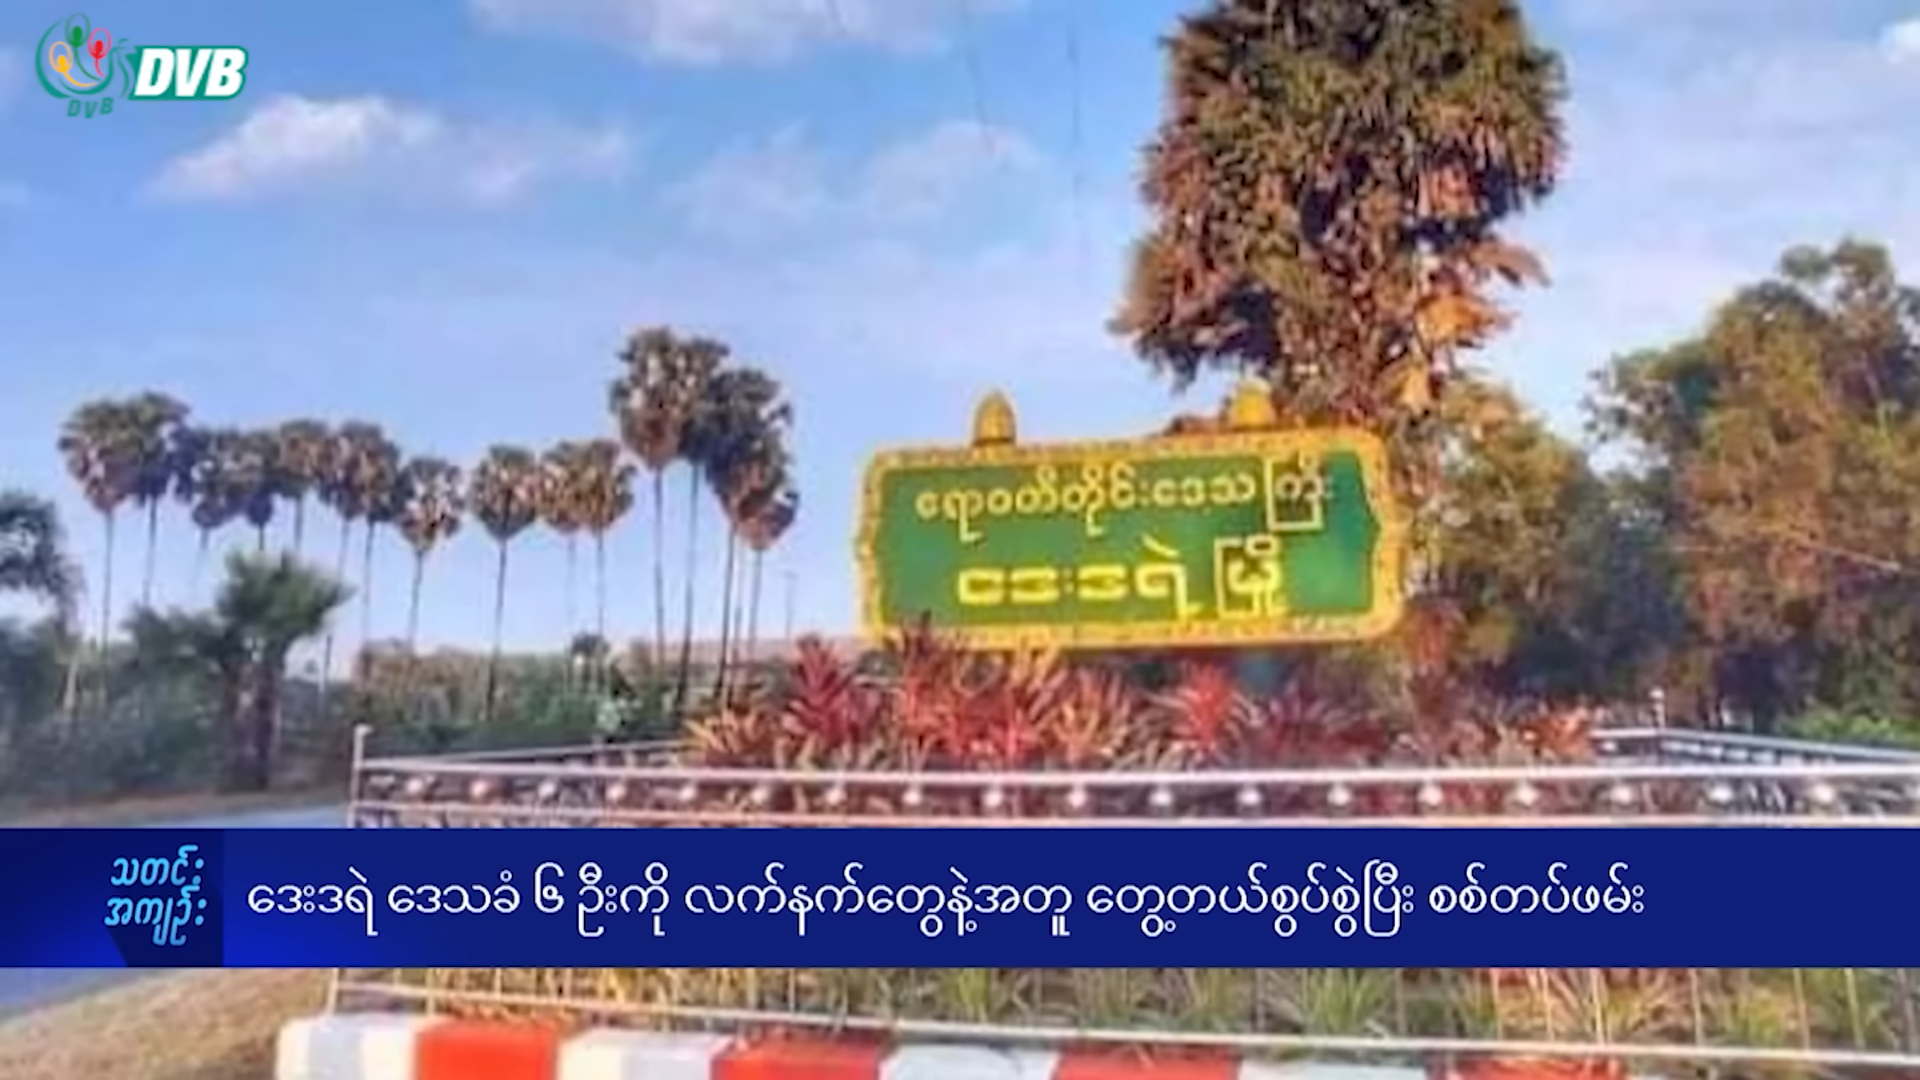 DVB
DVB
ဧရာဝတီတိုင်းဒေသကြီး
ဒေးဒရဲမြို့
သတင်း
အကျဉ်း
ဒေးဒရဲ ဒေသခံ ၆ ဦးကို လက်နက်တွေနဲ့အတူ တွေ့တယ်စွပ်စွဲပြီး စစ်တပ်ဖမ်း